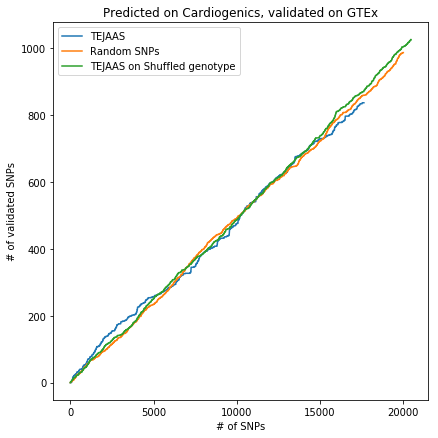 Predicted on Cardiogenics, validated on GTEx
TEJAAS
Random SNPs
TEJAAS on Shuffled genotype
# of validated SNPs
1000
800
600
400
200
0
0
5000
10000
15000
20000
# of SNPs